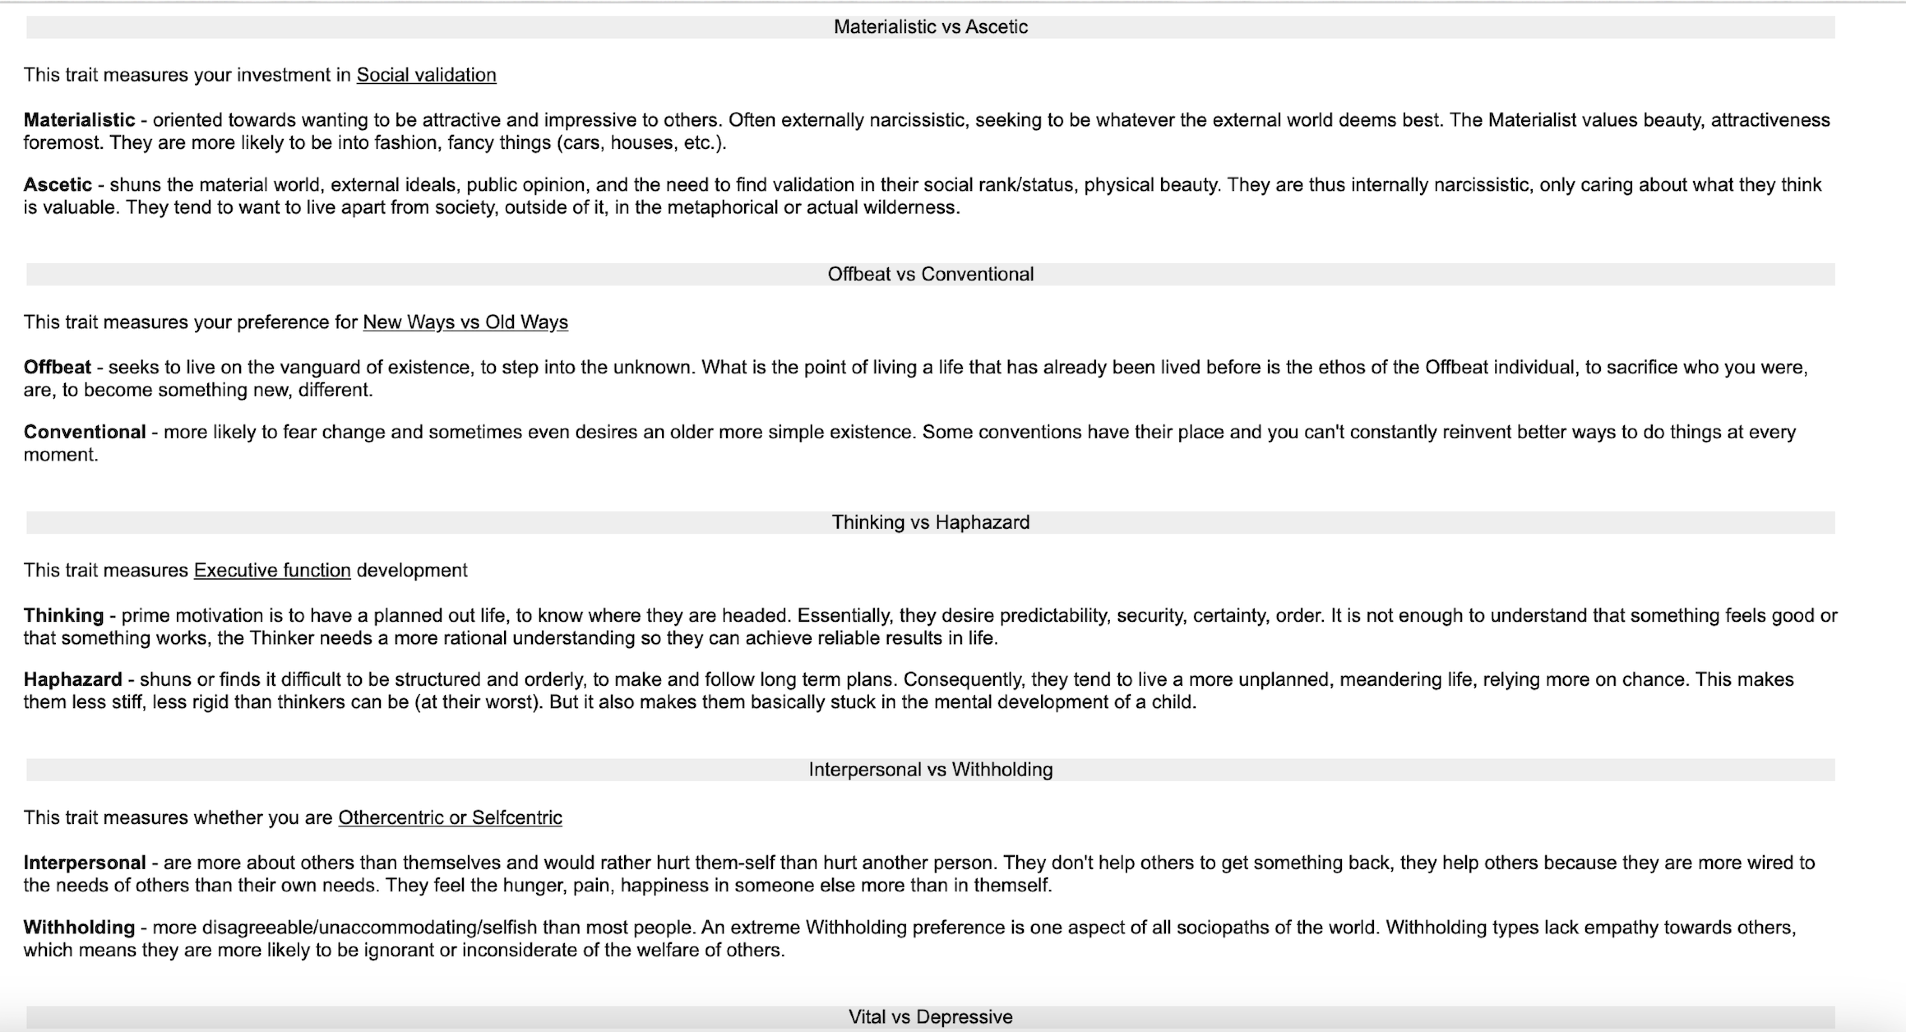 Materialistic vs Ascetic
This trait measures your investment in Social validation
Materialistic - oriented towards wanting to be attractive and impressive to others. Often externally narcissistic, seeking to be whatever the external world deems best. The Materialist values beauty, attractiveness
foremost. They are more likely to be into fashion, fancy things (cars, houses, etc.).
Ascetic - shuns the material world, external ideals, public opinion, and the need to find validation in their social rank/status, physical beauty. They are thus internally narcissistic, only caring about what they think
is valuable. They tend to want to live apart from society, outside of it, in the metaphorical or actual wilderness.
Offbeat vs Conventional
This trait measures your preference for New Ways vs Old Ways
Offbeat - seeks to live on the vanguard of existence, to step into the unknown. What is the point of living a life that has already been lived before is the ethos of the Offbeat individual, to sacrifice who you were,
are, to become something new, different.
Conventional - more likely to fear change and sometimes even desires an older more simple existence. Some conventions have their place and you can't constantly reinvent better ways to do things at every
moment.
Thinking vs Haphazard
This trait measures Executive function development
Thinking - prime motivation is to have a planned out life, to know where they are headed. Essentially, they desire predictability, security, certainty, order. It is not enough to understand that something feels good or
that something works, the Thinker needs a more rational understanding so they can achieve reliable results in life.
Haphazard - shuns or finds it difficult to be structured and orderly, to make and follow long term plans. Consequently, they tend to live a more unplanned, meandering life, relying more on chance. This makes
them less stiff, less rigid than thinkers can be (at their worst). But it also makes them basically stuck in the mental development of a child.
Interpersonal vs Withholding
This trait measures whether you are Othercentric or Selfcentric
Interpersonal - are more about others than themselves and would rather hurt them-self than hurt another person. They don't help others to get something back, they help others because they are more wired to
the needs of others than their own needs. They feel the hunger, pain, happiness in someone else more than in themself.
Withholding - more disagreeable/unaccommodating/selfish than most people. An extreme Withholding preference is one aspect of all sociopaths of the world. Withholding types lack empathy towards others,
which means they are more likely to be ignorant or inconsiderate of the welfare of others.
Vital vs Depressive